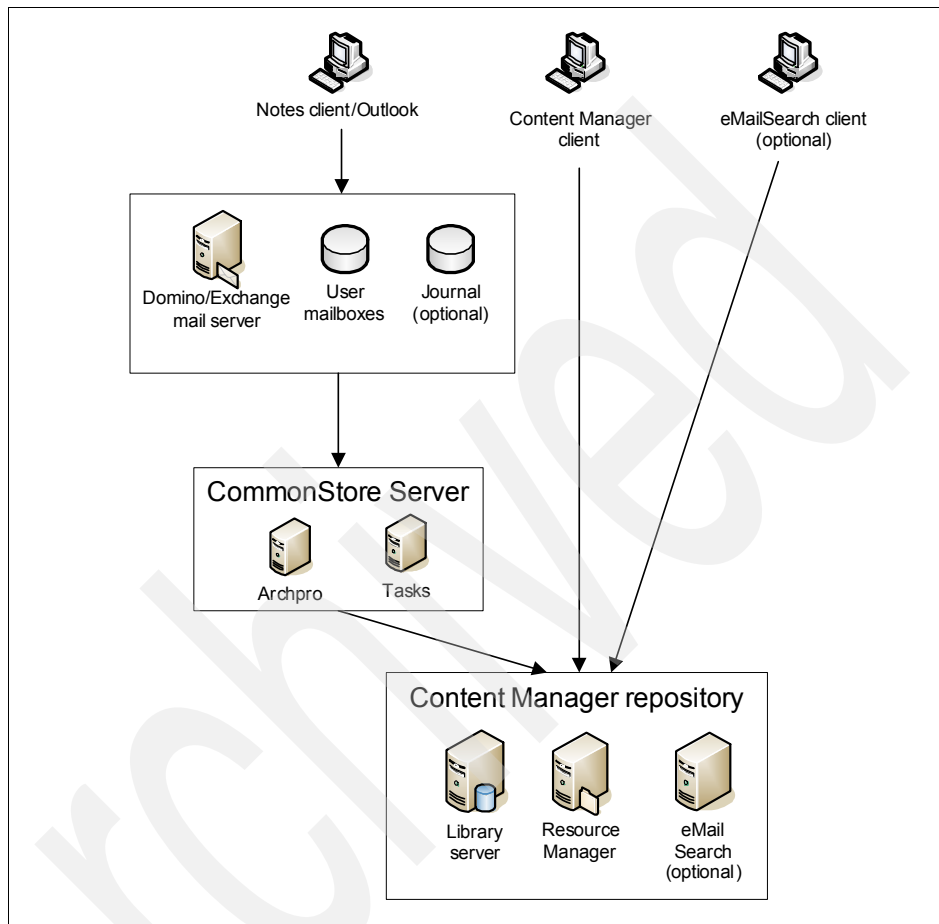 Notes client/Outlook
Content Manager
client
eMailSearch client
(optional)
Domino/Exchange
mail server
User
mailboxes
Journal
(optional)
CommonStore Server
Archpro
Tasks
Content Manager repository
Library
server
Resource
Manager
eMail
Search
(optional)
rchived